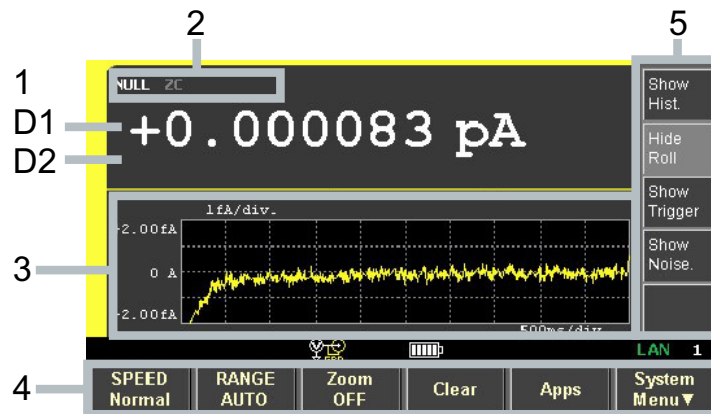 2
5
1
NULL ZC
D1
+0.000083 pA
D2
Show
Hist.
Hide
Roll
Show
Trigger
Show
Noise.
3
1fA/div.
2.00fA
0 A
2.00fA
500ms/div
LAN 1
4
SPEED
Normal
RANGE
AUTO
Zoom
OFF
Clear
Apps
System
Menu▼